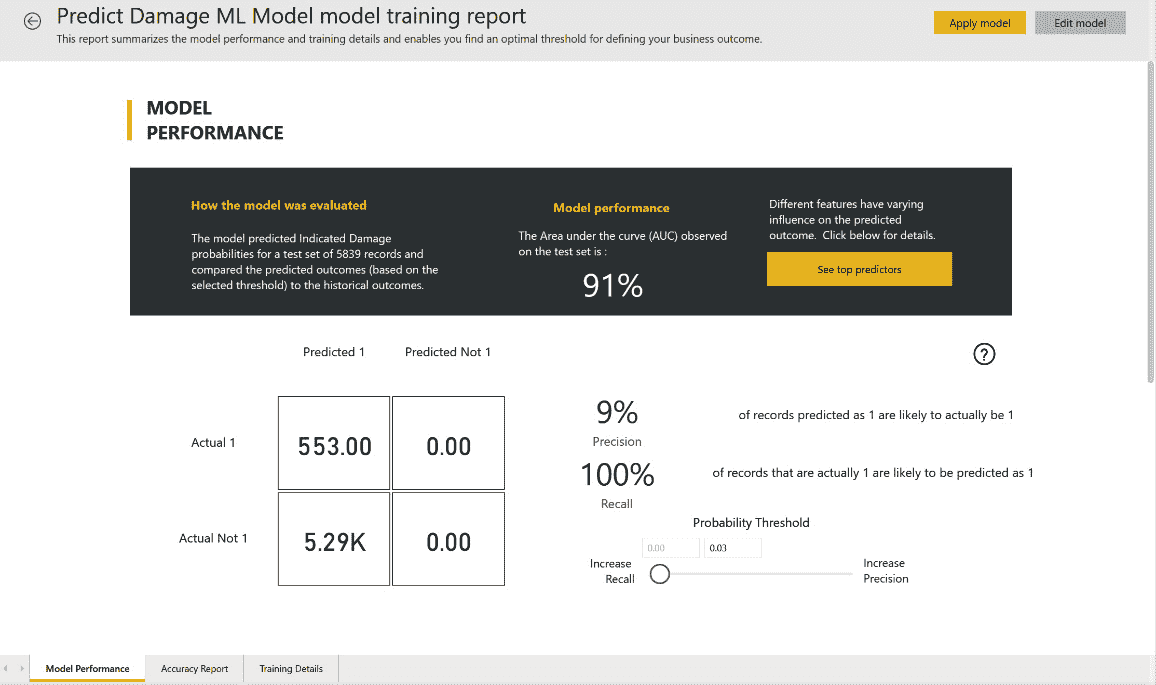 Predict Damage ML Model model training report
This report summarizes the model performance and training details and enables you find an optimal threshold for defining your business outcome.
Apply model
Edit model
MODEL
PERFORMANCE
How the model was evaluated
The model predicted Indicated Damage
probabilities for a test set of 5839 records and
compared the predicted outcomes (based on the
selected threshold) to the historical outcomes.
Model performance
The Area under the curve (AUC) observed
on the test set is :
91%
Different features have varying
influence on the predicted
outcome. Click below for details.
See top predictors
Predicted 1
Predicted Not 1
?
Actual 1
553.00
0.00
Actual Not 1
5.29K
0.00
9%
Precision
of records predicted as 1 are likely to actually be 1
100%
Recall
of records that are actually 1 are likely to be predicted as 1
Probability Threshold
0.00
0.03
Increase
Recall
Increase
Precision
Model Performance
Accuracy Report
Training Details